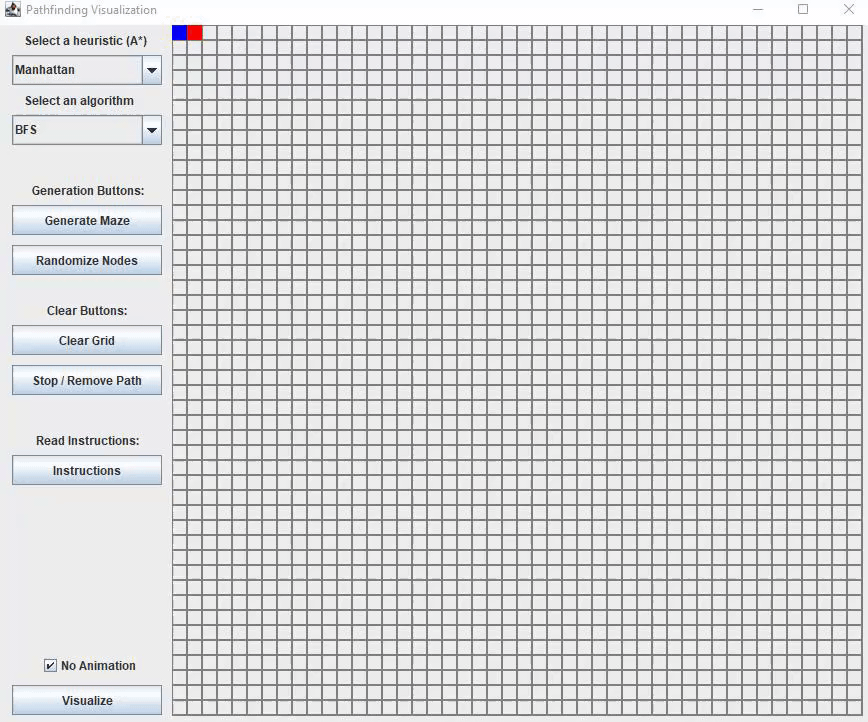 Pathfinding Visualization
Select a heuristic (A*)
Manhattan
Select an algorithm
BFS
Generation Buttons:
Generate Maze
Randomize Nodes
Clear Buttons:
Clear Grid
Stop / Remove Path
Read Instructions:
Instructions
No Animation
Visualize